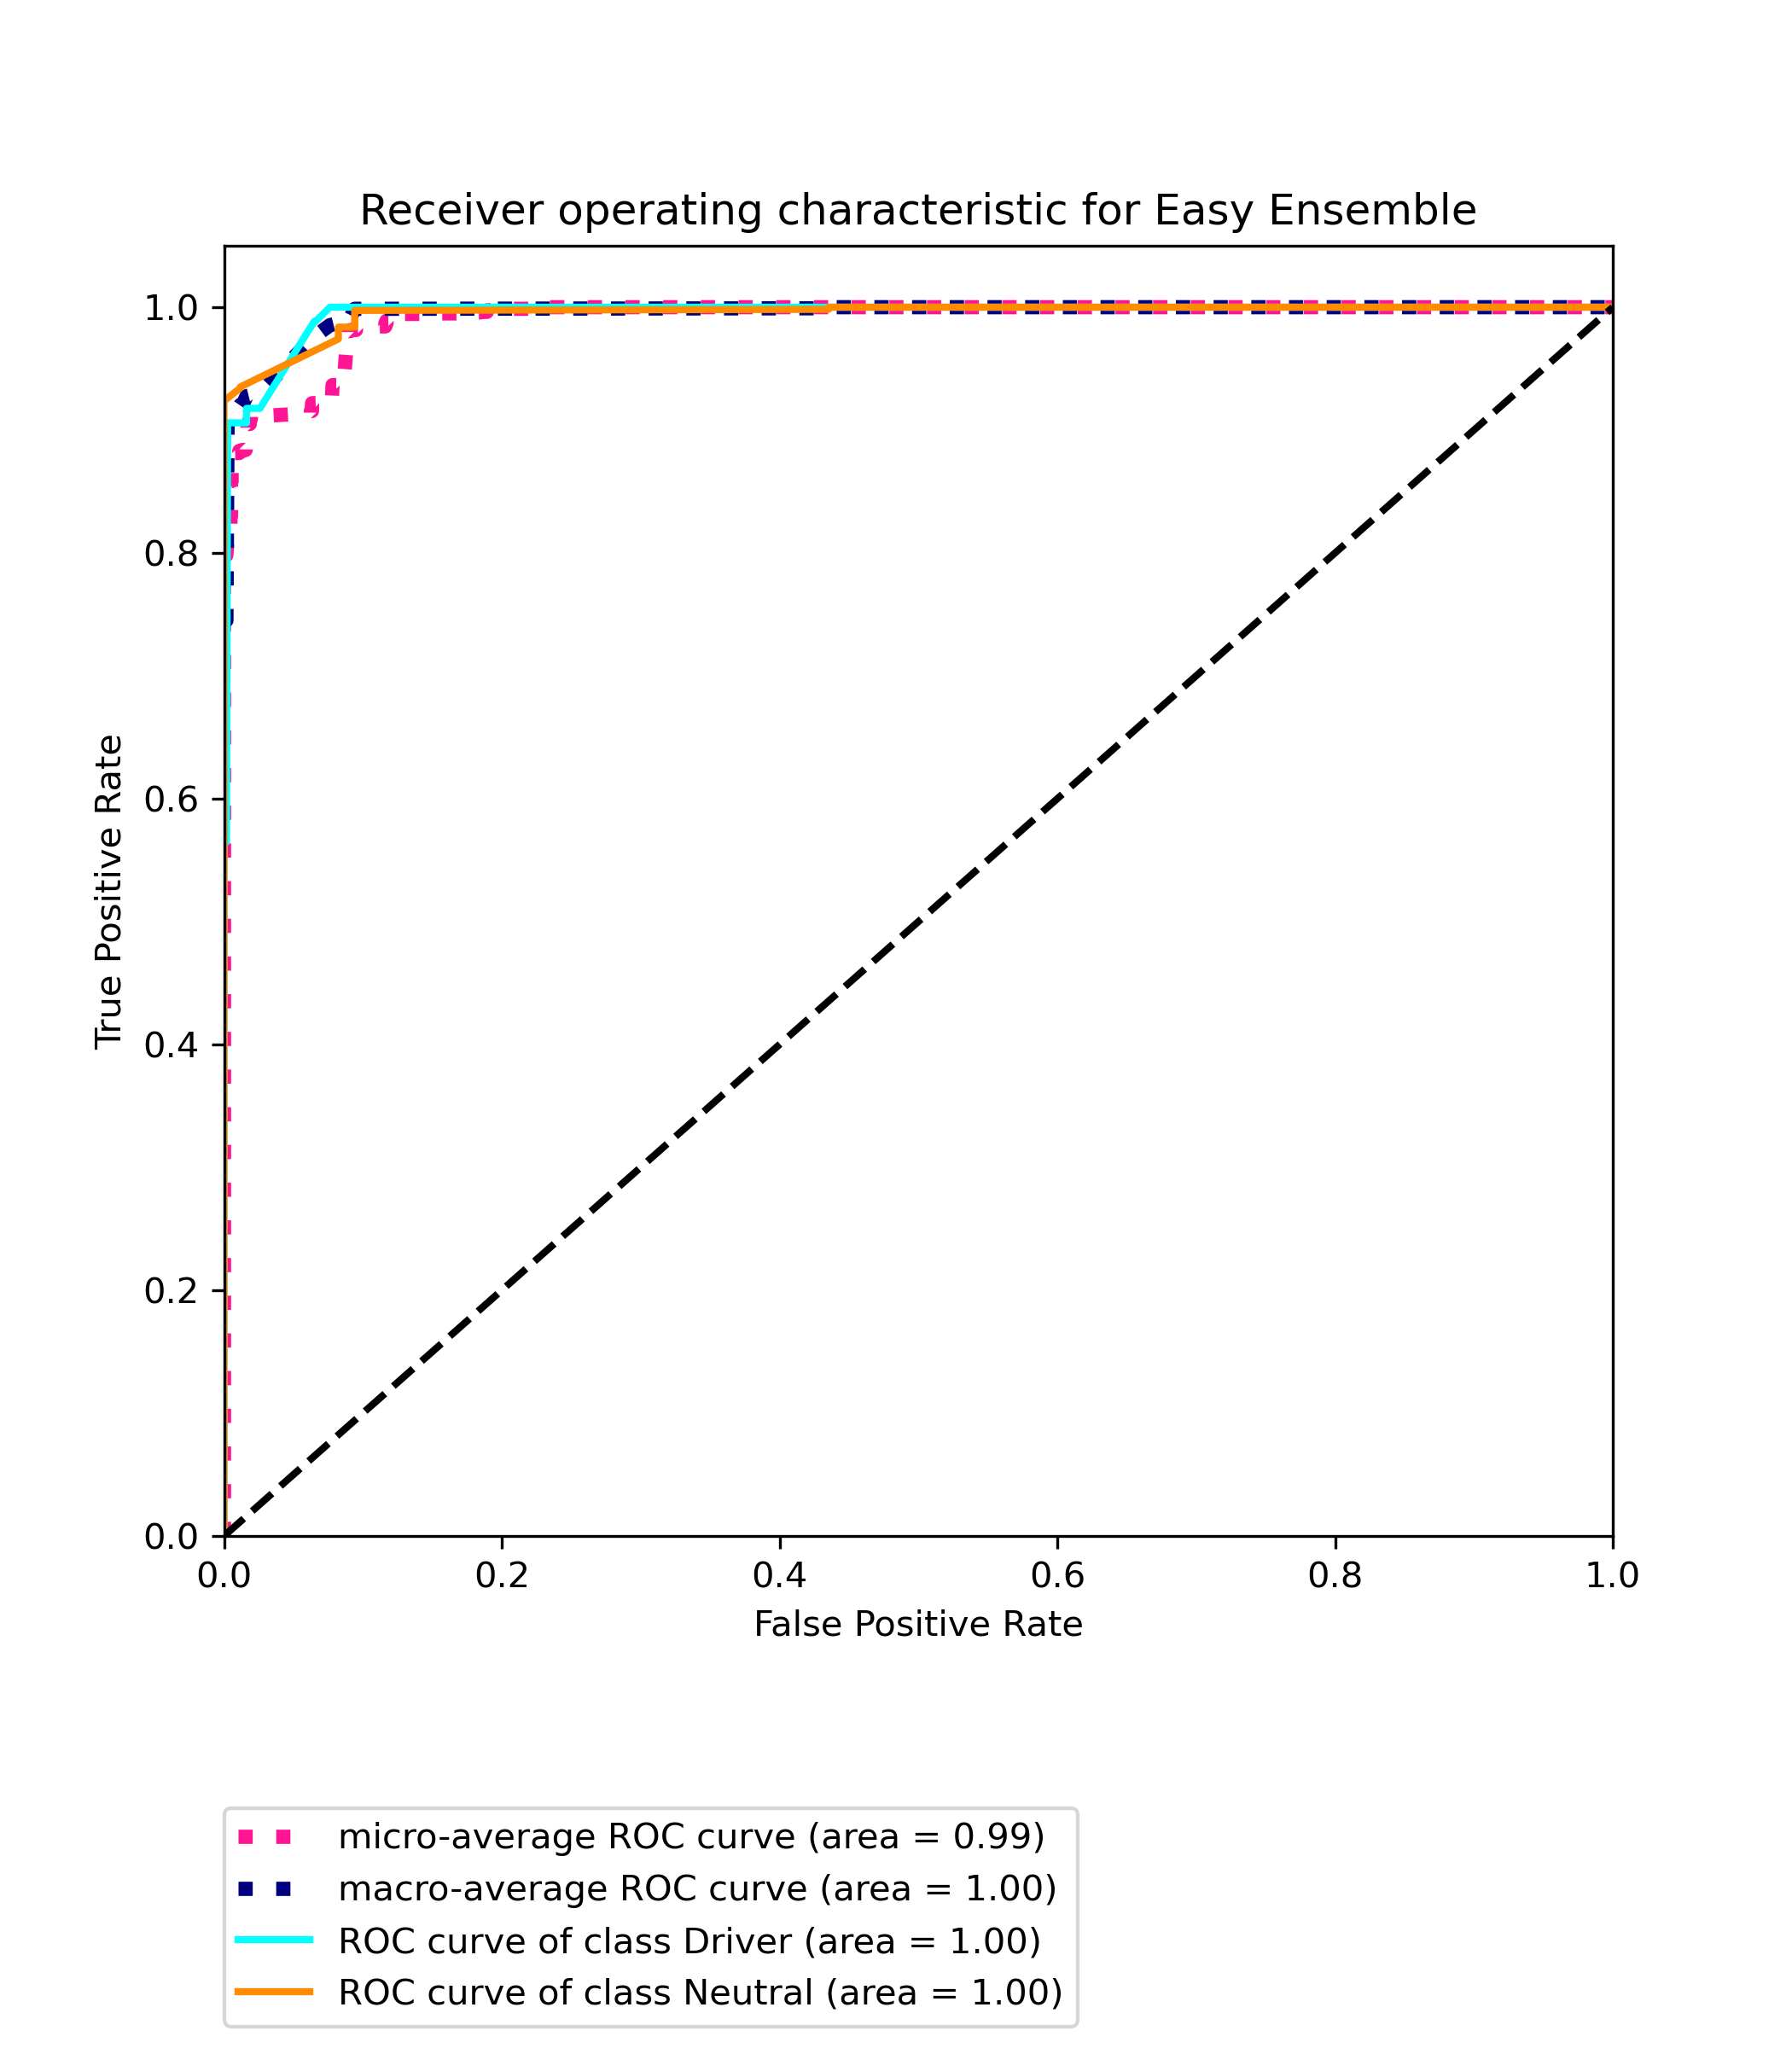 Receiver operating characteristic for Easy Ensemble
1.0
0.8
0.6
0.4
0.2
0.0
True Positive Rate
0.0 0.2 0.4 0.6 0.8 1.0
False Positive Rate
micro-average ROC curve (area = 0.99)
macro-average ROC curve (area = 1.00)
ROC curve of class Driver (area = 1.00)
ROC curve of class Neutral (area = 1.00)